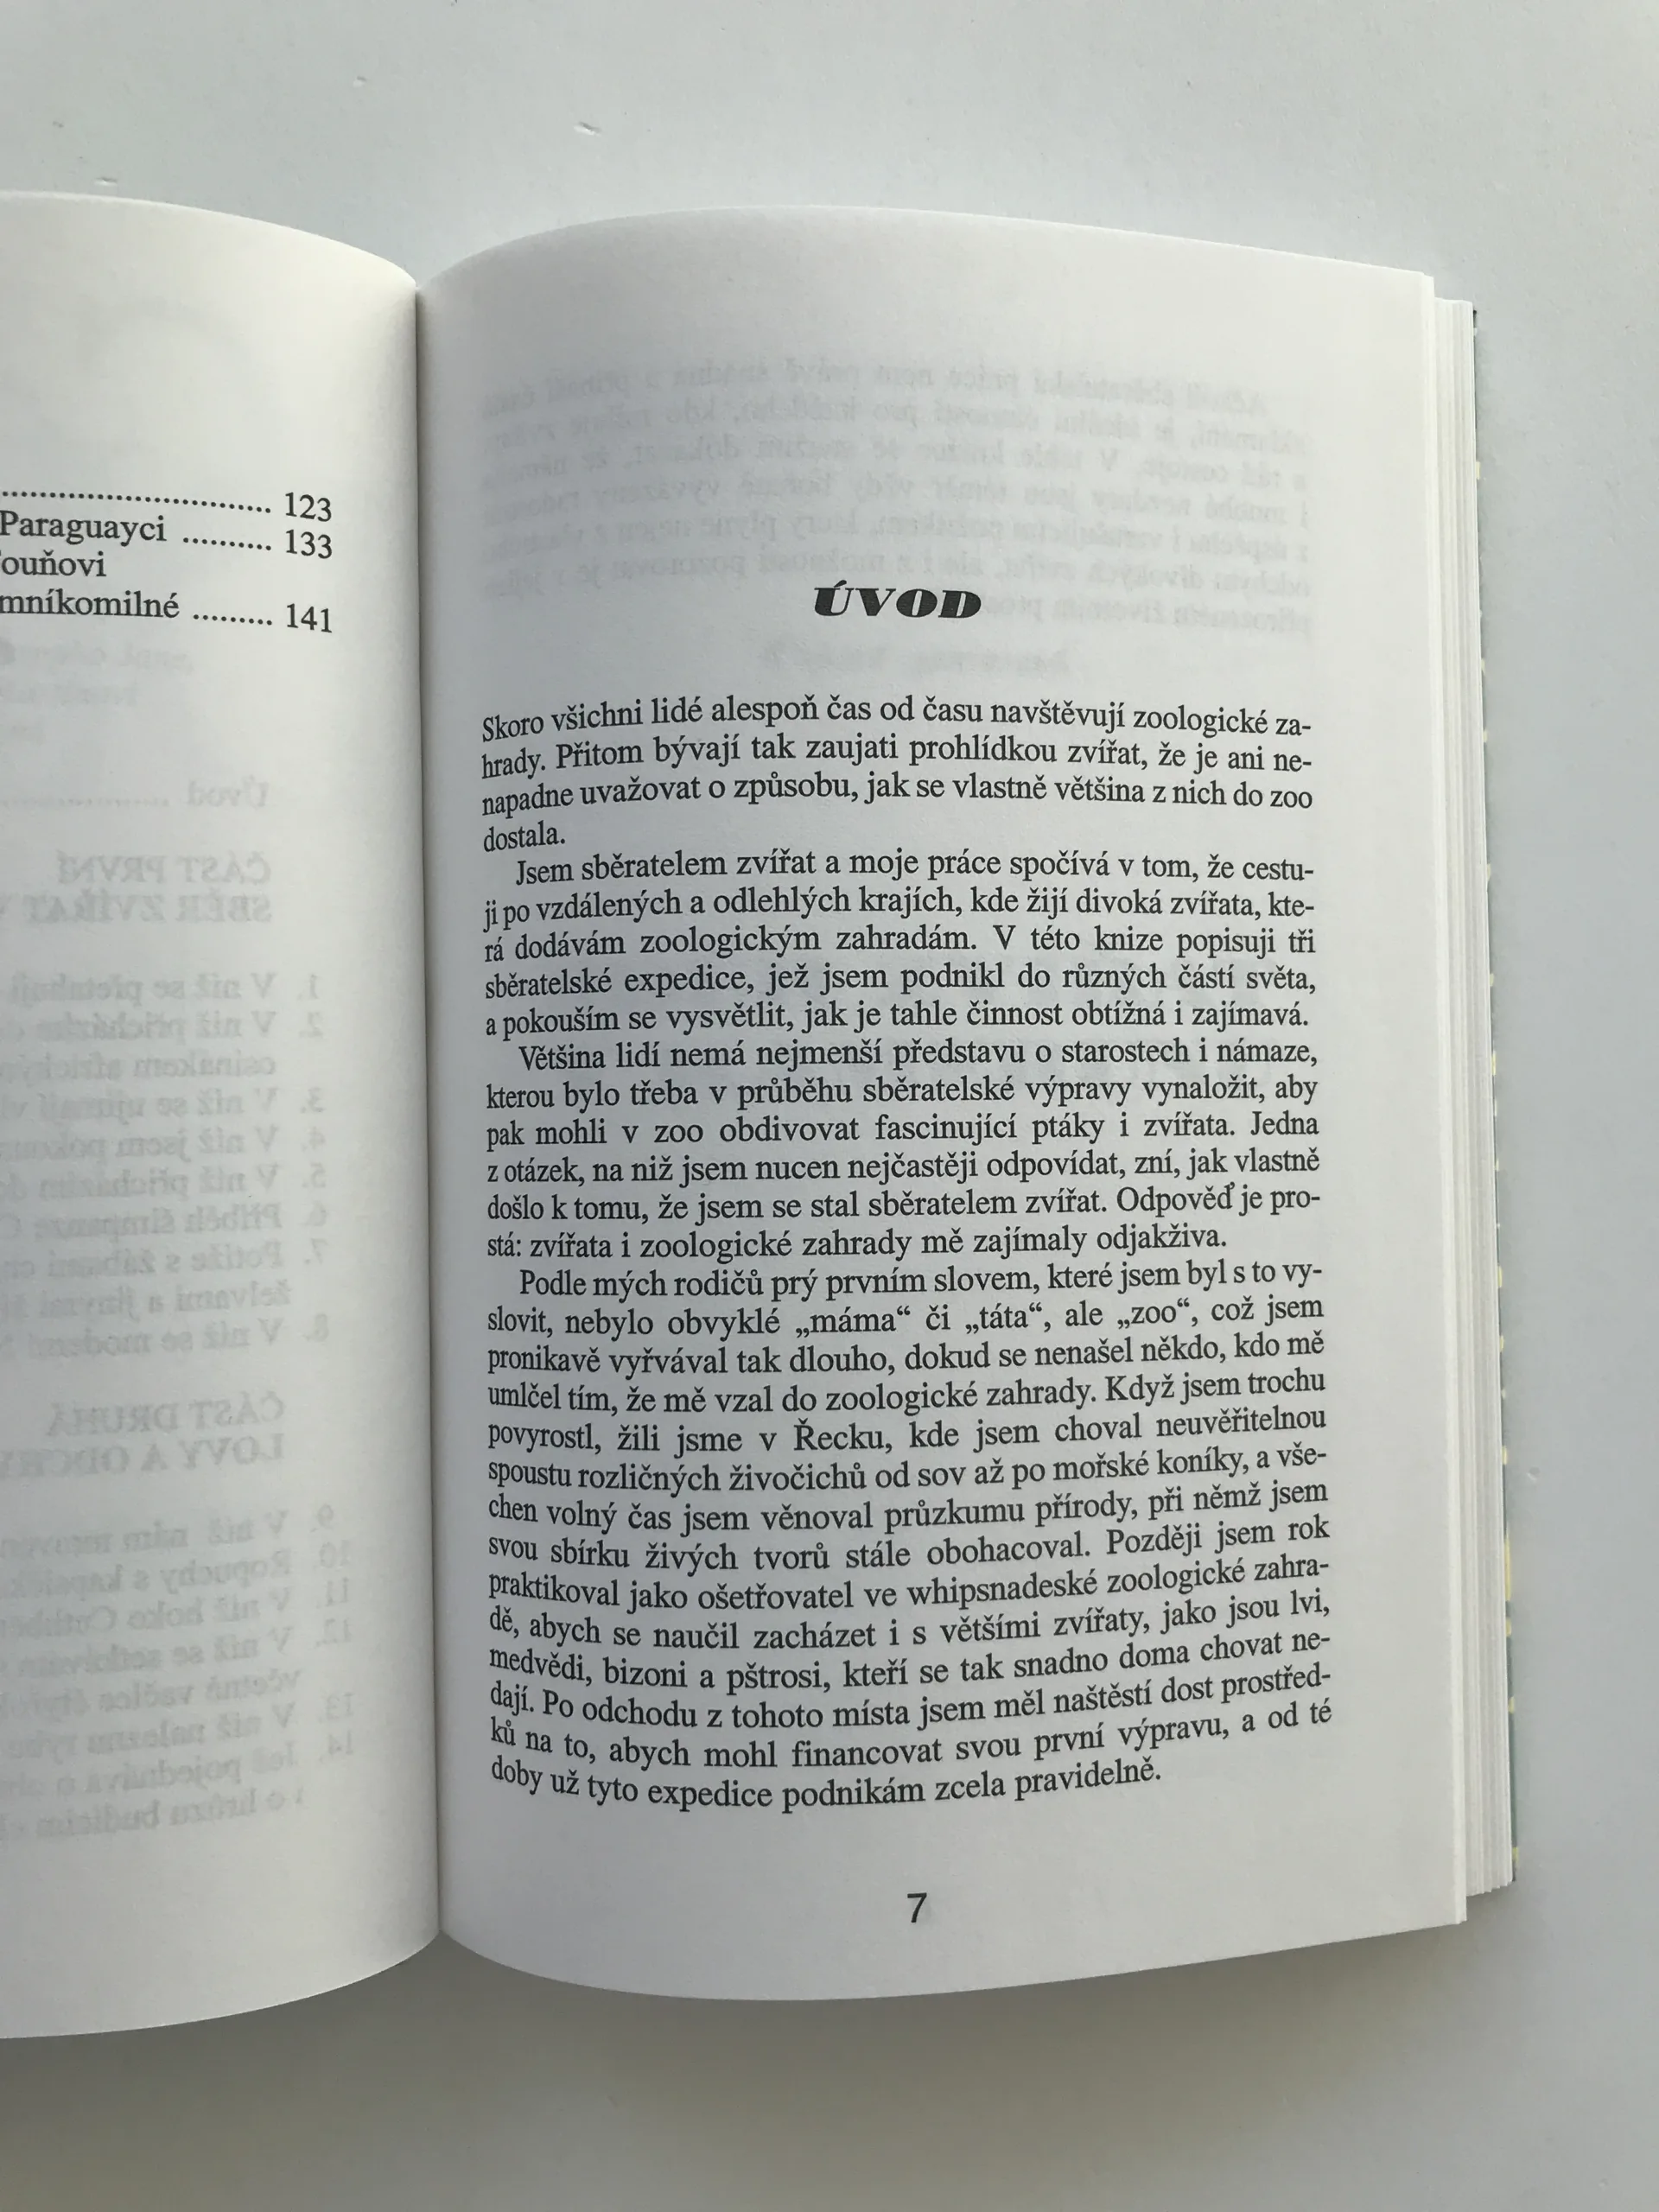 .............................. 123
Paraguayci .......... 133
ouňovi
mníkomilné ......... 141
ÚVOD
Skoro všichni lidé alespoň čas od času navštěvují zoologické za-
hrady. Přitom bývají tak zaujati prohlídkou zvířat, že je ani ne-
napadne uvažovat o způsobu, jak se vlastně většina z nich do zoo
dostala.
Jsem sběratelem zvířat a moje práce spočívá v tom, že cestu-
ji po vzdálených a odlehlých krajích, kde žijí divoká zvířata, kte-
rá dodávám zoologickým zahradám. V této knize popisuji tři
sběratelské expedice, jež jsem podnikl do různých částí světa,
a pokouším se vysvětlit, jak je tahle činnost obtížná i zajímavá.
Většina lidí nemá nejmenší představu o starostech i námaze,
kterou bylo třeba v průběhu sběratelské výpravy vynaložit, aby
pak mohli v zoo obdivovat fascinující ptáky i zvířata. Jedna
z otázek, na niž jsem nucen nejčastěji odpovídat, zní, jak vlastně
došlo k tomu, že jsem se stal sběratelem zvířat. Odpověď je pro-
stá: zvířata i zoologické zahrady mě zajímaly odjakživa.
Podle mých rodičů prý prvním slovem, které jsem byl s to vy-
slovit, nebylo obvyklé „máma“ či „táta“, ale „zoo“, což jsem
pronikavě vyřvával tak dlouho, dokud se nenašel někdo, kdo mě
umlčel tím, že mě vzal do zoologické zahrady. Když jsem trochu
povyrostl, žili jsme v Řecku, kde jsem choval neuvěřitelnou
spoustu rozličných živočichů od sov až po mořské koníky, a vše-
chen volný čas jsem věnoval průzkumu přírody, při němž jsem
svou sbírku živých tvorů stále obohacoval. Později jsem rok
praktikoval jako ošetřovatel ve whipsnadeské zoologické zahra-
dě, abych se naučil zacházet i s většími zvířaty, jako jsou lvi,
medvědi, bizoni a pštrosi, kteří se tak snadno doma chovat ne-
dají. Po odchodu z tohoto místa jsem měl naštěstí dost prostřed-
ků na to, abych mohl financovat svou první výpravu, a od té
doby už tyto expedice podnikám zcela pravidelně.
7